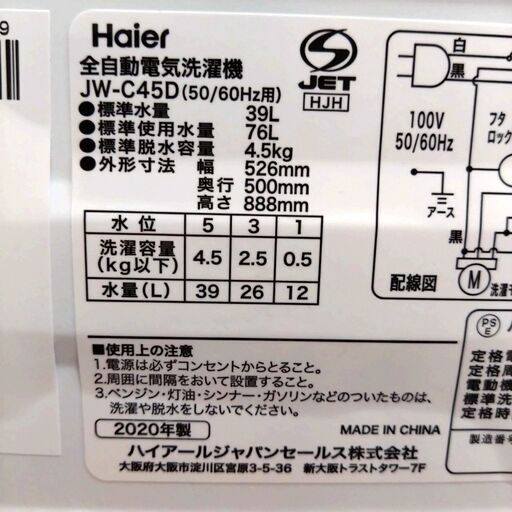 9
Haier
全自動電気洗濯機
JW-C45D(50/60Hz用)
●標準水量 39L
●標準使用水量 76L
●標準脱水容量 4.5kg
●外形寸法 幅 526mm
奥行 500mm
高さ 888mm
S
JET
HJH
水位 5 3 1
洗濯容量(kg以下) 4.5 2.5 0.5
水量(L) 39 26 12
白
黒
100V
50/60Hz
フタ
ロック
アース
黒
M
配線図
■使用上の注意
1.電源は必ずコンセントからとること。
2.周囲に間隔をおいて設置すること。
3.ベンジン・灯油・シンナー・ガソリンなどのついたものは、
洗濯や脱水をしないでください。
2020年製
MADE IN CHINA
ハイアールジャパンセールス株式会社
大阪府大阪市淀川区宮原3-5-36 新大阪トラストタワー7F
PS
E
定格電
定格周
電動機
標準洗
定格時
製造番号